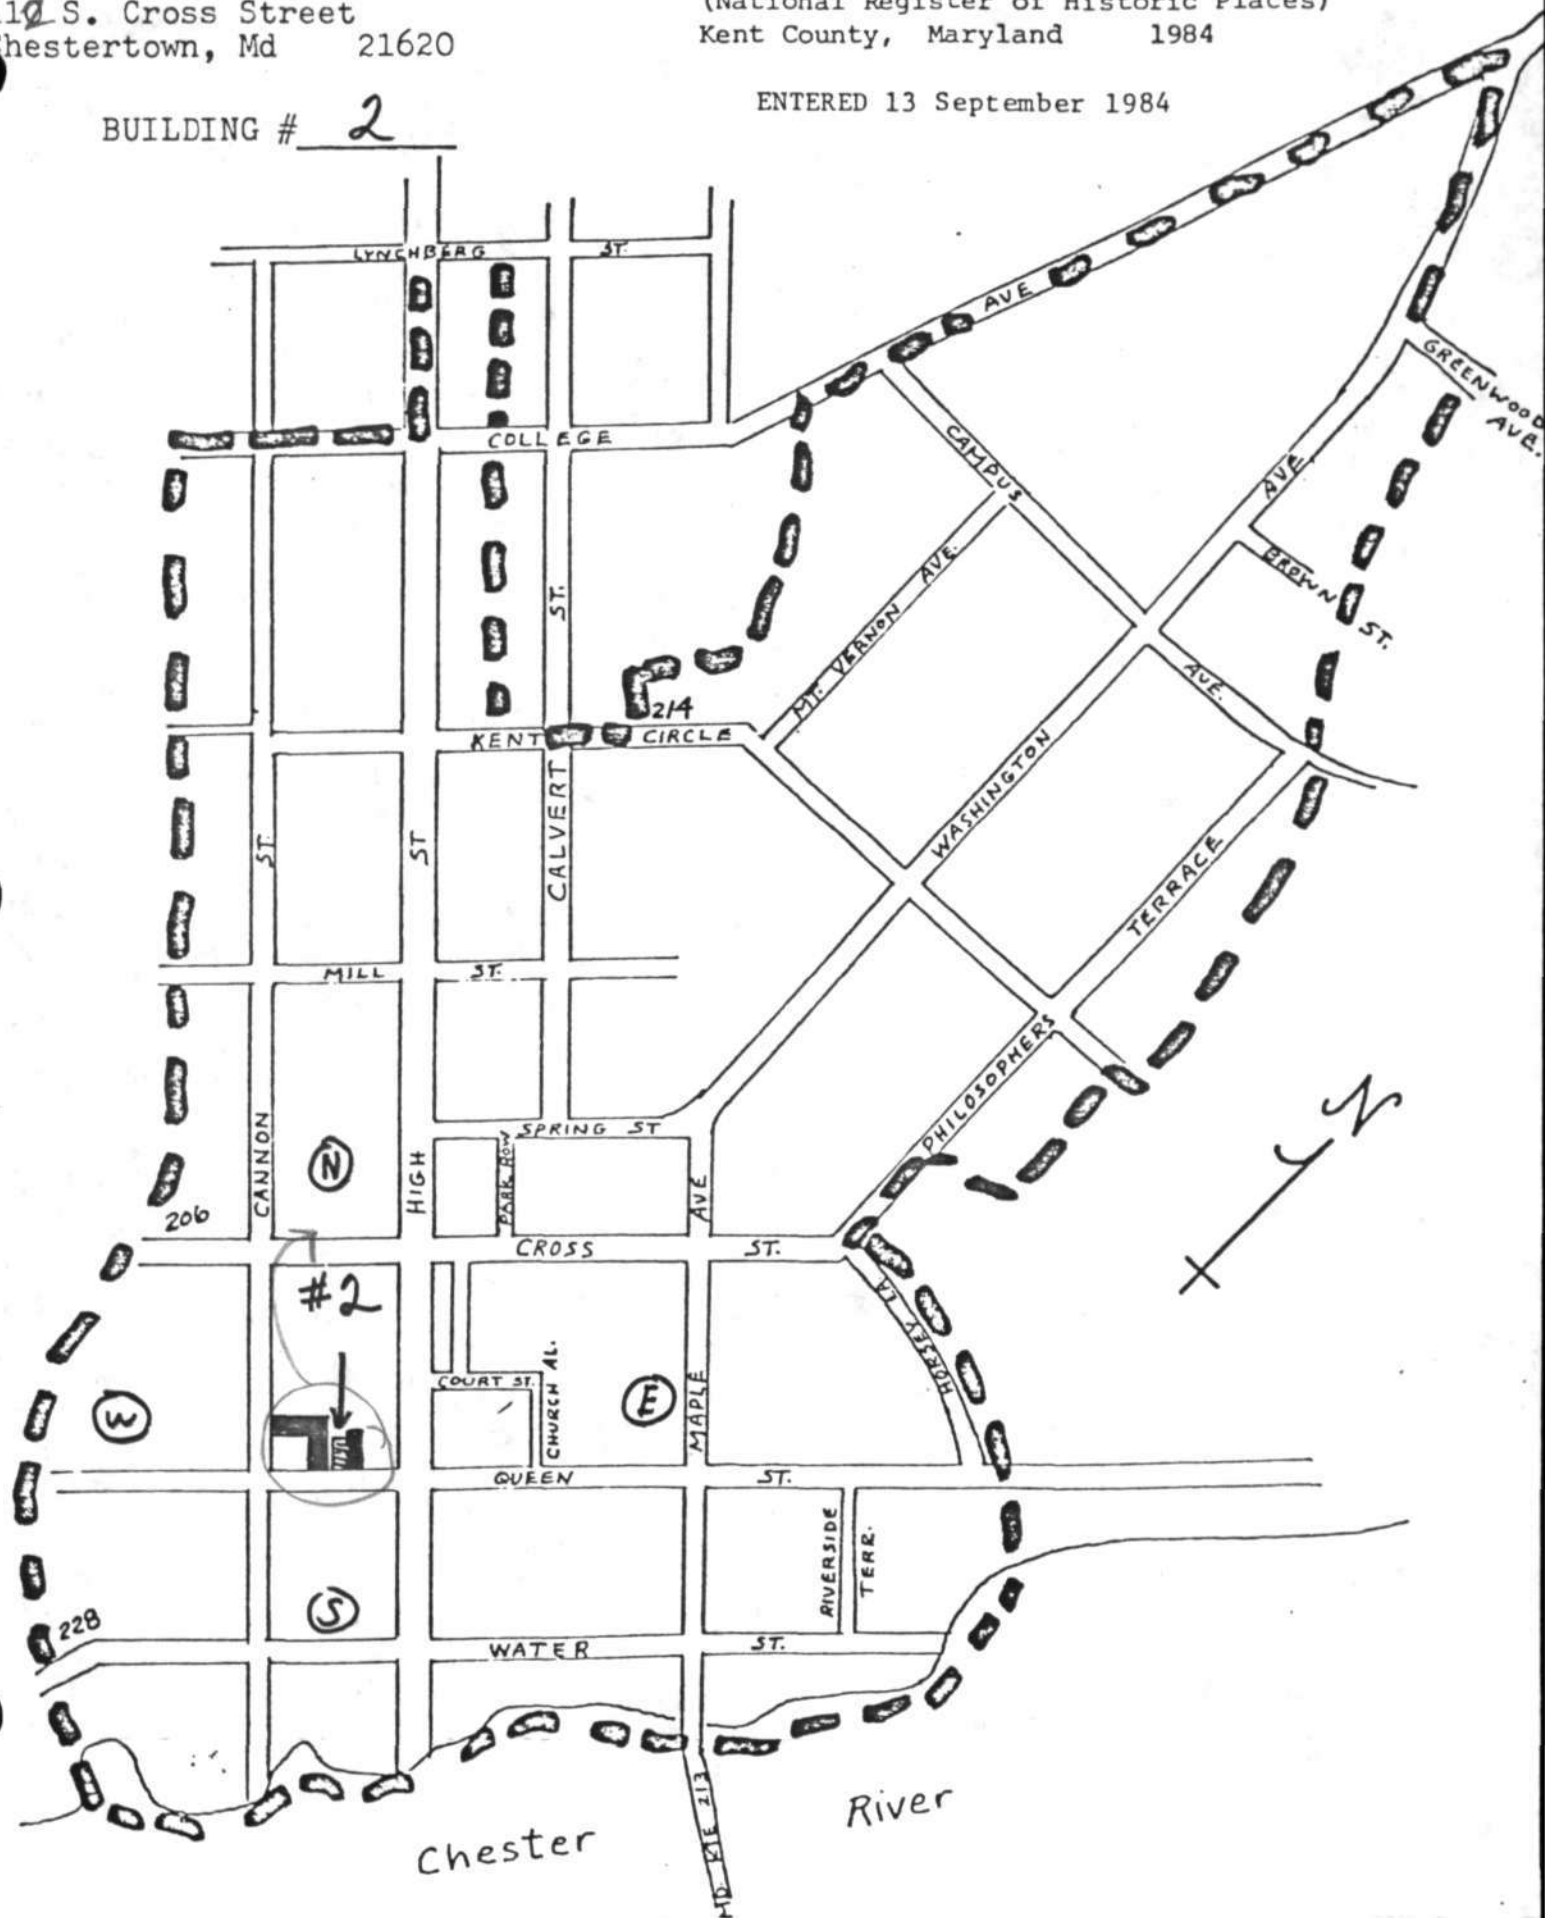 S. Cross Street
hestertown, Md 21620
(National Register of Historic Places)
Kent County, Maryland 1984
ENTERED 13 September 1984
BUILDING # 2
LYNCHBERG ST.
AVE
GREENWOOD
AVE.
COLLEGE
CAMPUS
AVE
BROWN
ST.
ST.
MT. VERNON AVE.
AVE.
214
KENT CIRCLE
WASHINGTON
ST.
ST
CALVERT
TERRACE
MILL ST.
PHILOSOPHERS
N
SPRING ST
CANNON
N
HIGH
PARK ROW
AVE
206
CROSS ST.
#2
HORSEY LA
COURT ST.
CHURCH AL.
E
MAPLE
W
QUEEN ST.
RIVERSIDE
TERR.
S
228
WATER ST.
MD RTE 213
Chester River